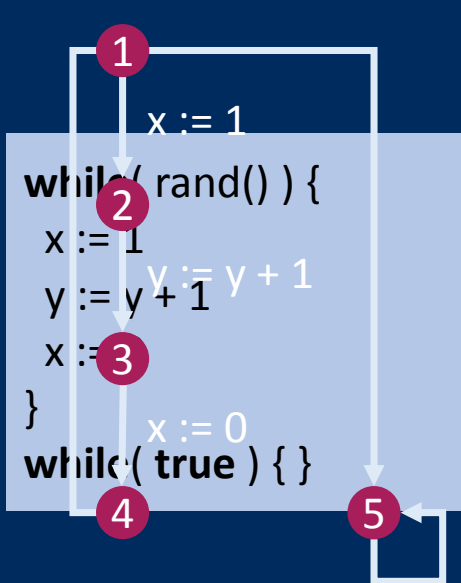 1
x := 1
while( rand() ) {
2
x := 1
y := y + 1
y := y + 1
x :=
3
}
x := 0
while( true ) { }
4
5